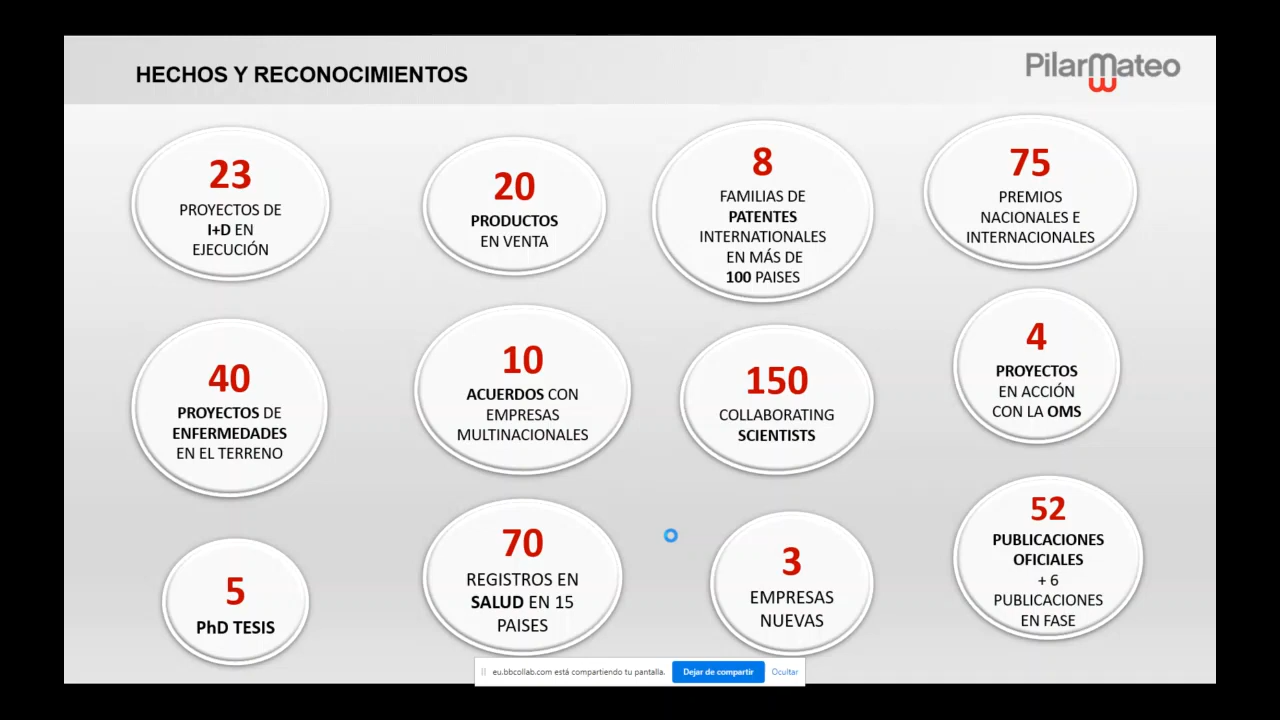 HECHOS Y RECONOCIMIENTOS
PilarMateo
23
PROYECTOS DE
I+D EN
EJECUCIÓN
20
PRODUCTOS
EN VENTA
8
FAMILIAS DE
PATENTES
INTERNATIONALES
EN MÁS DE
100 PAISES
75
PREMIOS
NACIONALES E
INTERNACIONALES
40
PROYECTOS DE
ENFERMEDADES
EN EL TERRENO
10
ACUERDOS CON
EMPRESAS
MULTINACIONALES
150
COLLABORATING
SCIENTISTS
4
PROYECTOS
EN ACCIÓN
CON LA OMS
5
PhD TESIS
70
REGISTROS EN
SALUD EN 15
PAISES
3
EMPRESAS
NUEVAS
52
PUBLICACIONES
OFICIALES
+ 6
PUBLICACIONES
EN FASE
eu.bbcollab.com está compartiendo tu pantalla.
Dejar de compartir
Ocultar